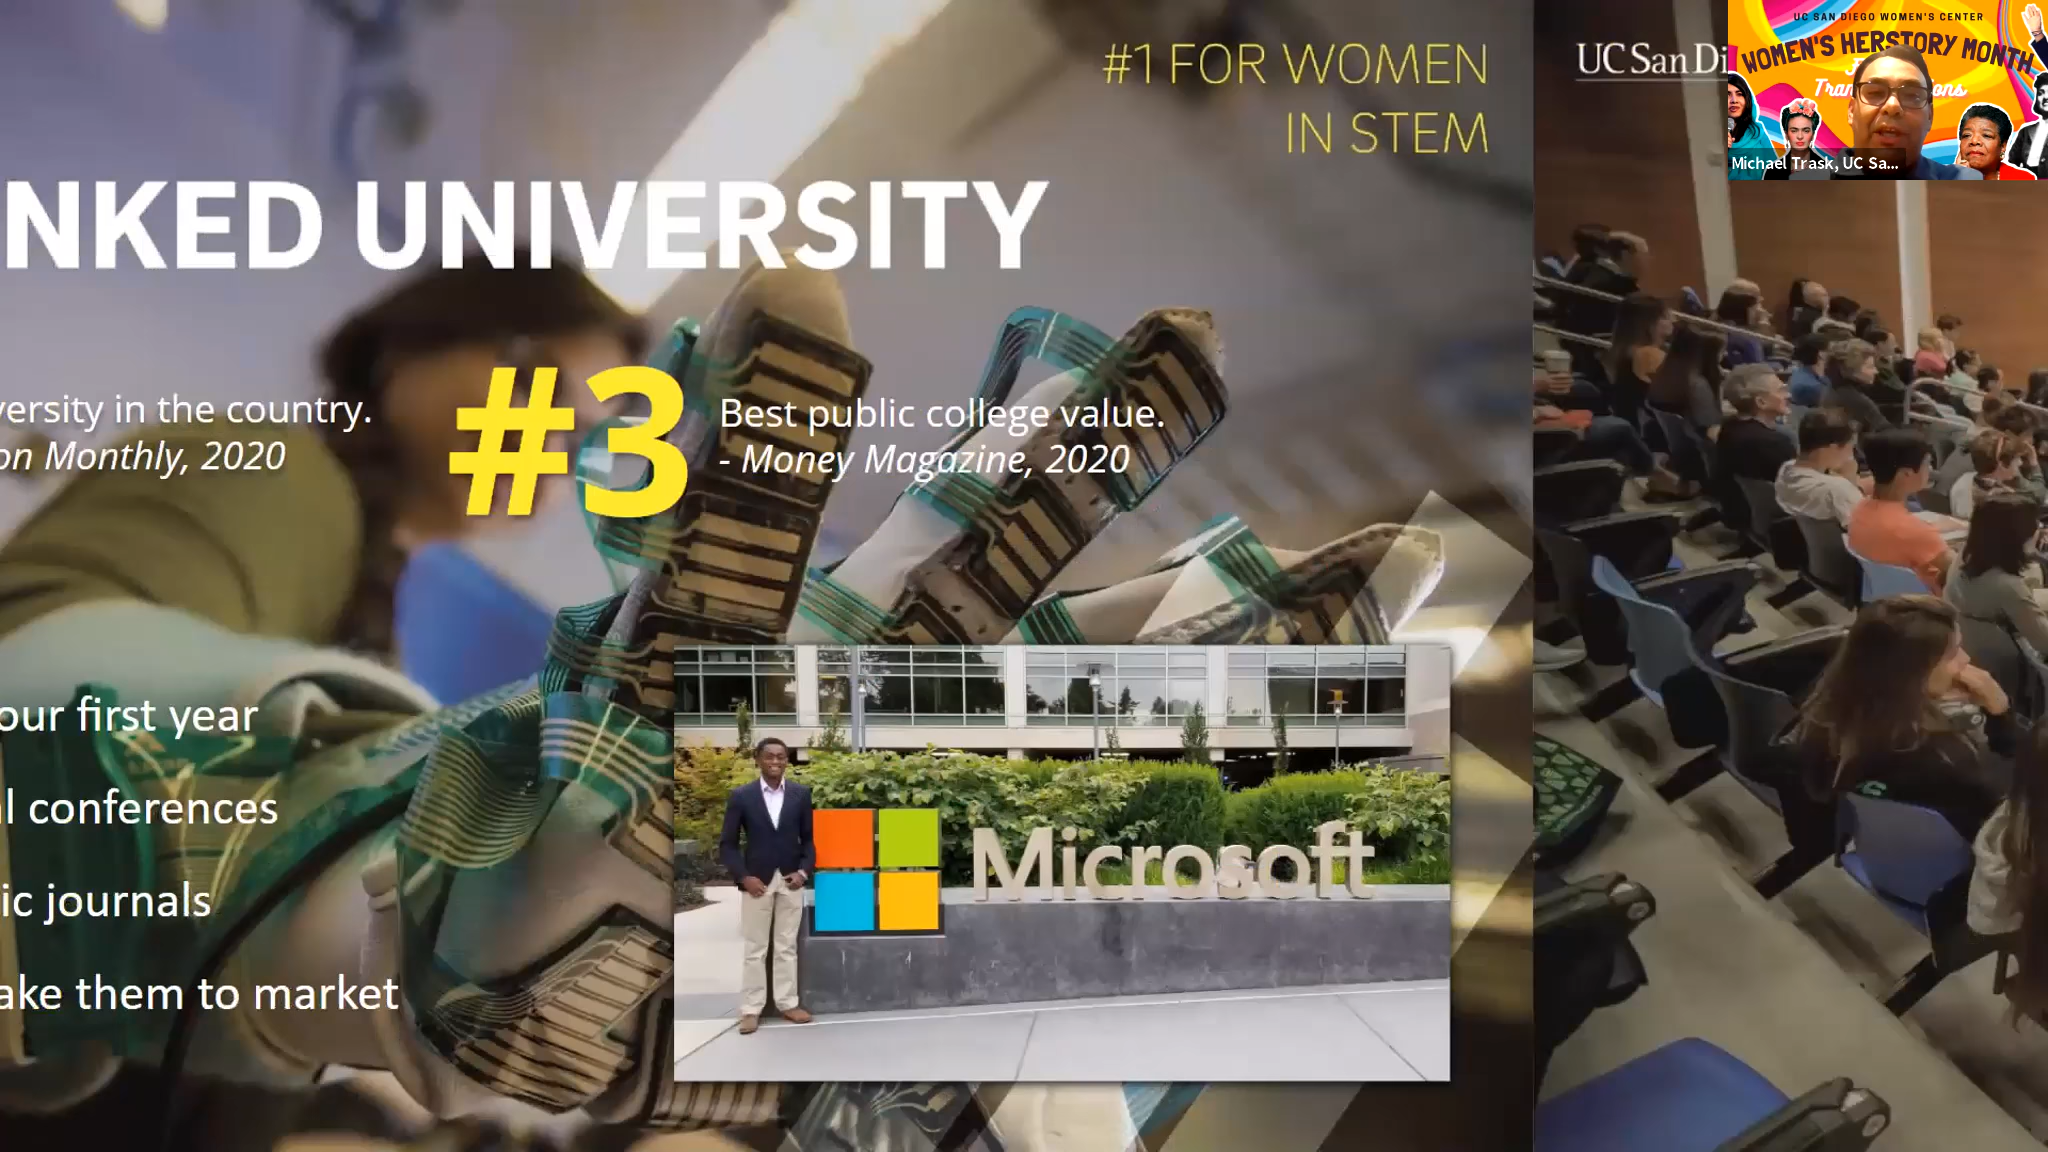 #1 FOR WOMEN
IN STEM
NKED UNIVERSITY
versity in the country.
on Monthly, 2020
#3
Best public college value.
- Money Magazine, 2020
our first year
l conferences
ic journals
ake them to market
Microsoft
UC San Di
UC SAN DIEGO WOMEN'S CENTER
WOMEN'S HERSTORY MONTH
Michael Trask, UC Sa...